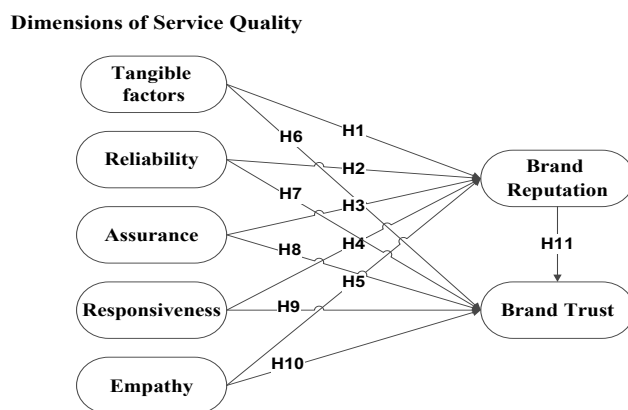 Dimensions of Service Quality
Tangible
factors
H1
H6
Reliability
H2
Brand
Reputation
H7
H3
Assurance
H4
H8
H11
H5
Responsiveness
H9
Brand Trust
H10
Empathy